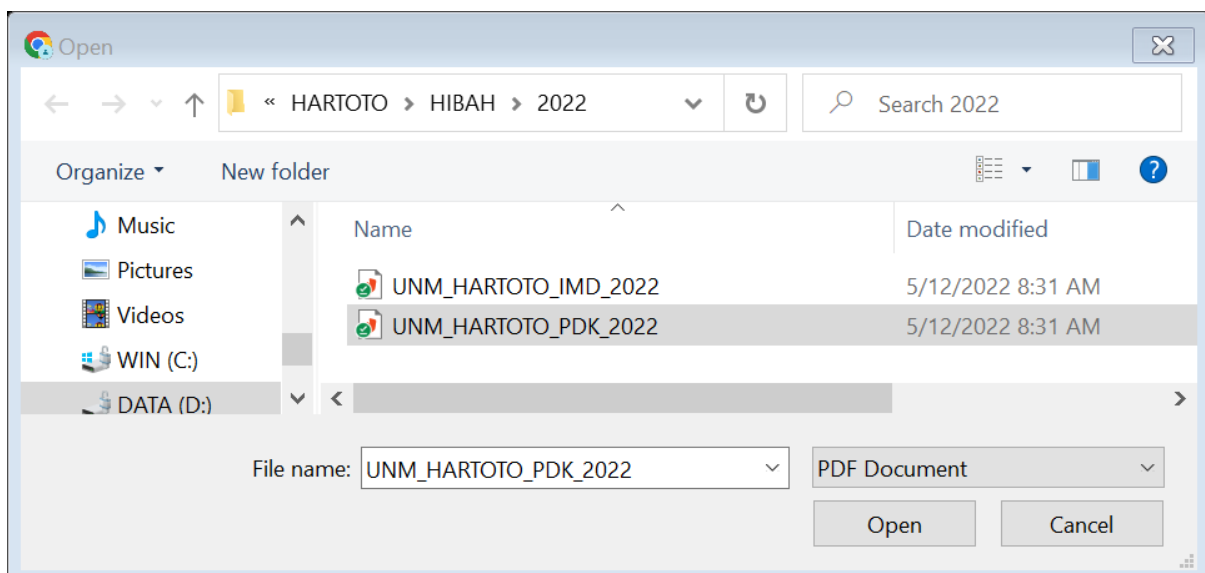 Open
« HARTOTO > HIBAH > 2022
Search 2022
Organize
New folder
Music
Pictures
Videos
WIN (C:)
DATA (D:)
Name
Date modified
UNM_HARTOTO_IMD_2022 5/12/2022 8:31 AM
UNM_HARTOTO_PDK_2022 5/12/2022 8:31 AM
File name: UNM_HARTOTO_PDK_2022
PDF Document
Open
Cancel